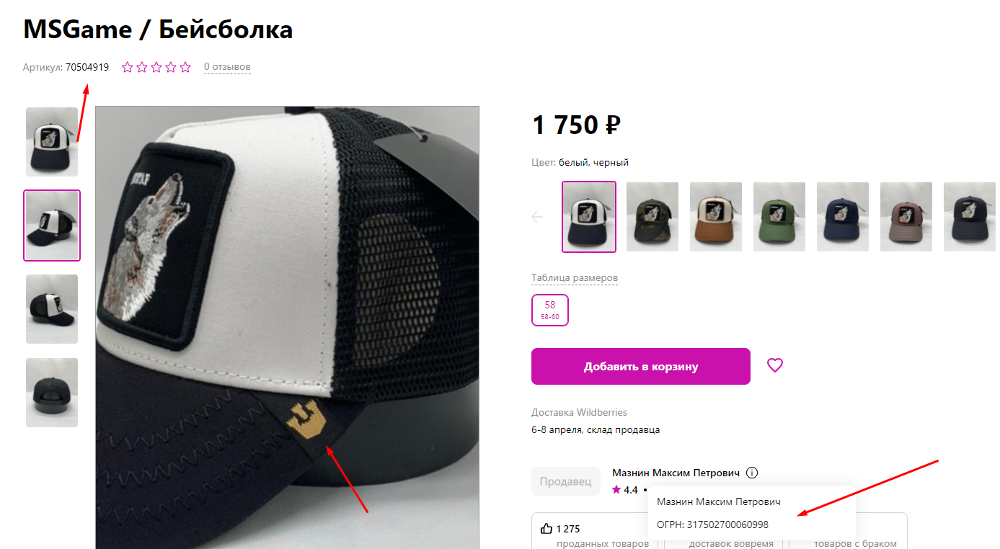 MSGame / Бейсболка
Артикул: 70504919
0 отзывов
WOLF
1 750 ₽
Цвет: белый, черный
Таблица размеров
58
58-60
Добавить в корзину
Доставка Wildberries
6-8 апреля, склад продавца
Продавец
Мазнин Максим Петрович
4.4 •
Мазнин Максим Петрович
ОГРН: 317502700060998
1 275
проданных товаров
доставок вовремя
товаров с браком